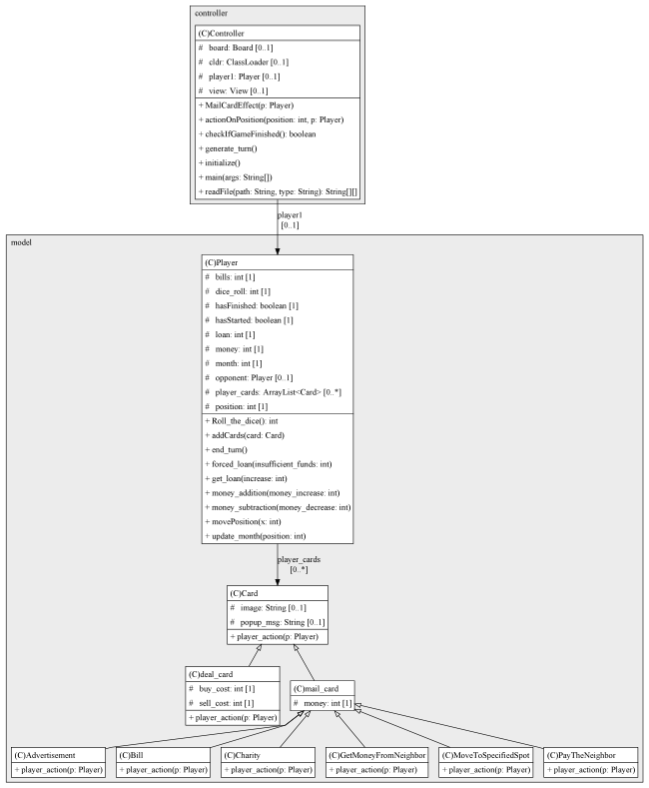 controller
(C)Controller
# board: Board [0..1]
# cldr: ClassLoader [0..1]
# player1: Player [0..1]
# view: View [0..1]
+ MailCardEffect(p: Player)
+ actionOnPosition(position: int, p: Player)
+ checkIfGameFinished(): boolean
+ generate_turn()
+ initialize()
+ main(args: String[])
+ readFile(path: String, type: String): String[][]
player1
[0..1]
model
(C)Player
# bills: int [1]
# dice_roll: int [1]
# hasFinished: boolean [1]
# hasStarted: boolean [1]
# loan: int [1]
# money: int [1]
# month: int [1]
# opponent: Player [0..1]
# player_cards: ArrayList<Card> [0..*]
# position: int [1]
+ Roll_the_dice(): int
+ addCards(card: Card)
+ end_turn()
+ forced_loan(insufficient_funds: int)
+ get_loan(increase: int)
+ money_addition(money_increase: int)
+ money_subtraction(money_decrease: int)
+ movePosition(x: int)
+ update_month(position: int)
player_cards
[0..*]
(C)Card
# image: String [0..1]
# popup_msg: String [0..1]
+ player_action(p: Player)
(C)deal_card
# buy_cost: int [1]
# sell_cost: int [1]
+ player_action(p: Player)
(C)mail_card
# money: int [1]
(C)Advertisement
+ player_action(p: Player)
(C)Bill
+ player_action(p: Player)
(C)Charity
+ player_action(p: Player)
(C)GetMoneyFromNeighbor
+ player_action(p: Player)
(C)MoveToSpecifiedSpot
+ player_action(p: Player)
(C)PayTheNeighbor
+ player_action(p: Player)